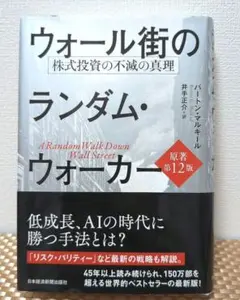 ウォール街の
株式投資の不滅の真理
ランダム・
ウォーカー
バートン・マルキール
井手正介 訳
A Random Walk Down
Wall Street
原著
第12版
低成長、AIの時代に
勝つ手法とは?
「リスク・パリティー」など最新の戦略も解説。
45年以上読み続けられ、150万部を
超える世界的ベストセラーの最新版!
日本経済新聞出版社